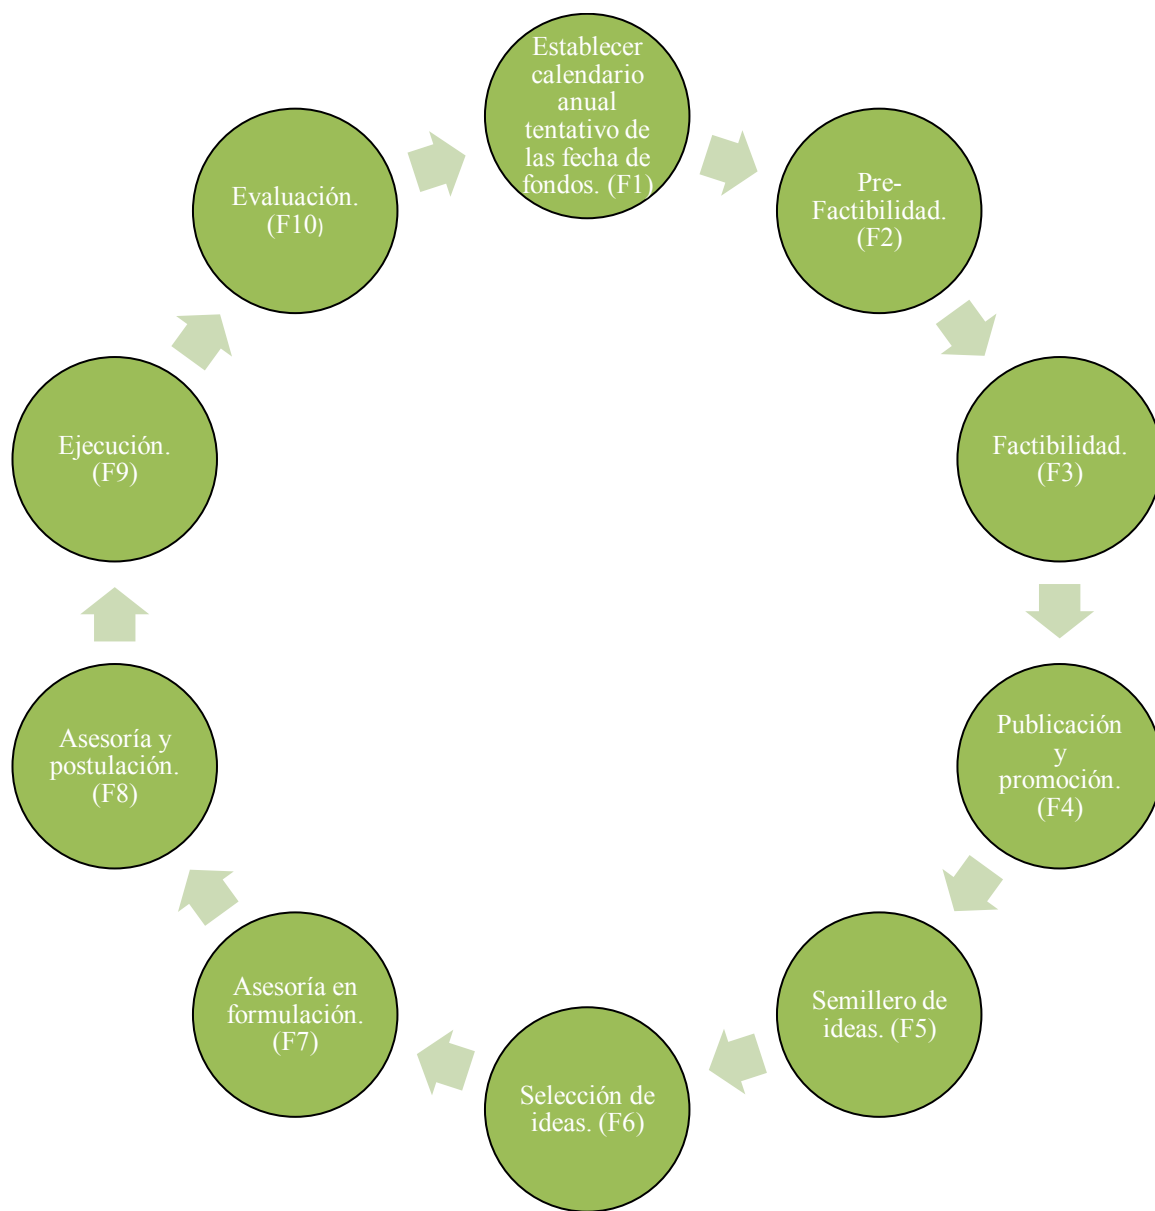 Establecer
calendario
anual
tentativo de
las fecha de
fondos. (F1)
Pre-
Factibilidad.
(F2)
Factibilidad.
(F3)
Publicación
y
promoción.
(F4)
Semillero de
ideas. (F5)
Selección de
ideas. (F6)
Asesoría en
formulación.
(F7)
Asesoría y
postulación.
(F8)
Ejecución.
(F9)
Evaluación.
(F10)